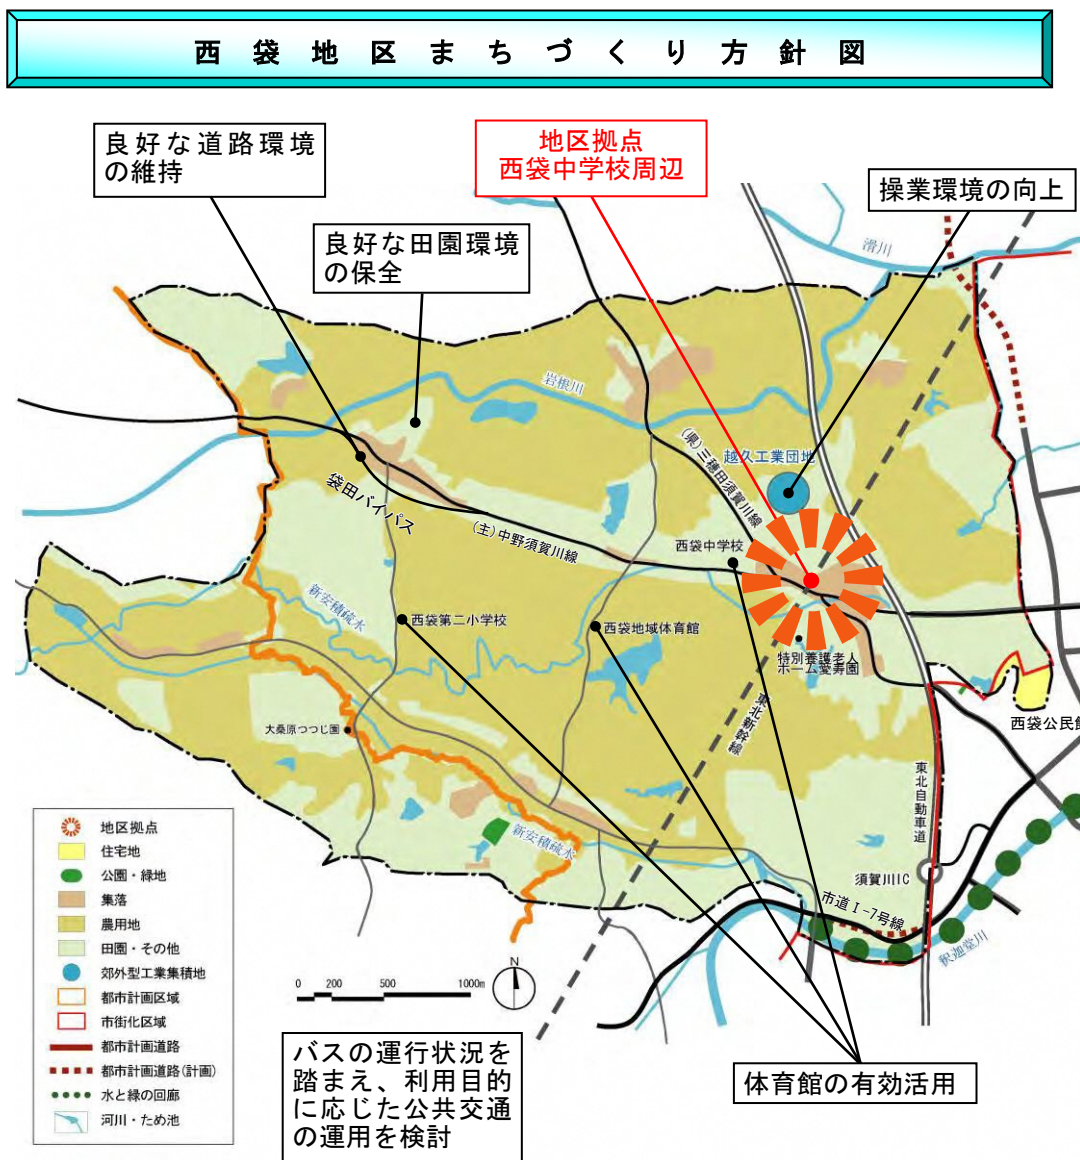 西袋地区まちづくり方針図
良好な道路環境
の維持
地区拠点
西袋中学校周辺
操業環境の向上
良好な田園環境
の保全
滑川
岩根川
(県)三穂田須賀川線
越久工業団地
袋田バイパス
(主)中野須賀川線
西袋中学校
新安積疏水
西袋第二小学校
西袋地域体育館
特別養護老人
ホーム愛寿園
東北新幹線
大桑原つつじ園
西袋公民館
東北自動車道
新安積疏水
須賀川IC
市道Ⅰ-7号線
釈迦堂川
地区拠点
住宅地
公園・緑地
集落
農用地
田園・その他
郊外型工業集積地
都市計画区域
市街化区域
都市計画道路
都市計画道路(計画)
水と緑の回廊
河川・ため池
0 200 500 1000m
N
バスの運行状況を
踏まえ、利用目的
に応じた公共交通
の運用を検討
体育館の有効活用